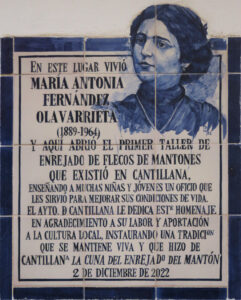 EN ESTE LUGAR VIVIÓ
MARÍA ANTONIA
FERNÁNDEZ
OLAVARRIETA
(1889-1964)
Y AQUÍ ABRIÓ EL PRIMER TALLER DE
ENREJADO DE FLECOS DE MANTONES
QUE EXISTIÓ EN CANTILLANA,
ENSEÑANDO A MUCHAS NIÑAS Y JÓVENES UN OFICIO QUE
LES SIRVIÓ PARA MEJORAR SUS CONDICIONES DE VIDA.
EL AYTO. D CANTILLANA LE DEDICA ESTE HOMENAJE,
EN AGRADECIMIENTO A SU LABOR Y APORTACIÓN
A LA CULTURA LOCAL, INSTAURANDO UNA TRADICIÓN
QUE SE MANTIENE VIVA Y QUE HIZO DE
CANTILLANA LA CUNA DEL ENREJADO DEL MANTÓN
2 DE DICIEMBRE DE 2022